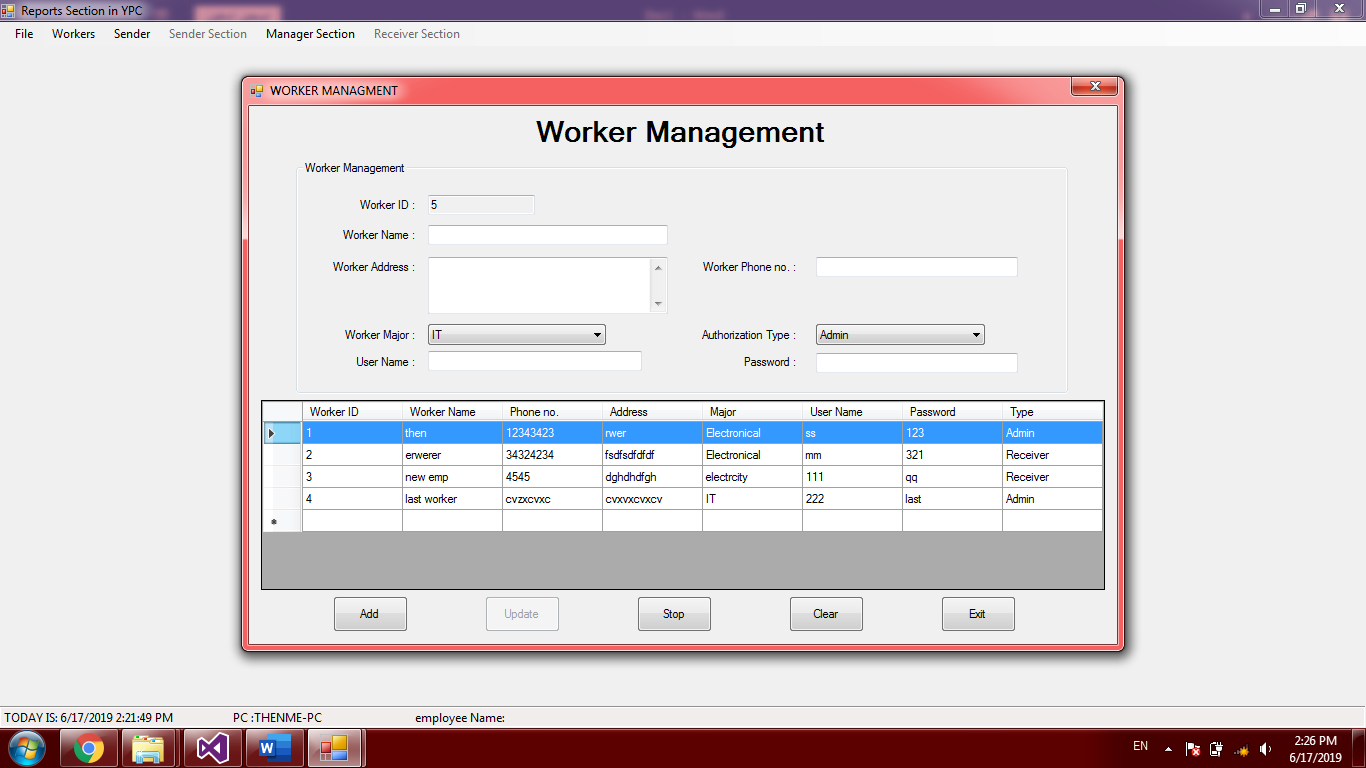 Reports Section in YPC
File Workers Sender Sender Section Manager Section Receiver Section
WORKER MANAGMENT
Worker Management
Worker Management
Worker ID : 5
Worker Name :
Worker Address : Worker Phone no. :
Worker Major : IT Authorization Type : Admin
User Name : Password :
Worker ID Worker Name Phone no. Address Major User Name Password Type
1 then 12343423 rwer Electronical ss 123 Admin
2 erwerer 34324234 fsdfsdfdfdf Electronical mm 321 Receiver
3 new emp 4545 dghdhdfgh electrcity 111 qq Receiver
4 last worker cvzxcvxc cvxvxcvxcv IT 222 last Admin
Add Update Stop Clear Exit
TODAY IS: 6/17/2019 2:21:49 PM PC :THENME-PC employee Name:
EN 2:26 PM
6/17/2019